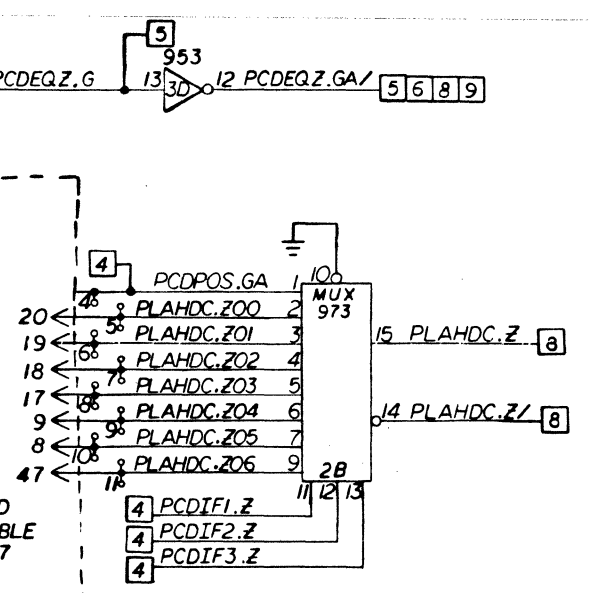 5
953
PCDEQZ.G 13 3D 12 PCDEQZ.GA/ 5 6 8 9
4 PCDPOS.GA 1 10
4 MUX
20 5 PLAHDC.Z00 2 973
19 6 PLAHDC.Z01 3 15 PLAHDC.Z 8
18 7 PLAHDC.Z02 4
17 8 PLAHDC.Z03 5
9 9 PLAHDC.Z04 6 14 PLAHDC.Z/ 8
8 10 PLAHDC.Z05 7
47 11 PLAHDC.Z06 9 2B
11 12 13
4 PCDIF1.Z
4 PCDIF2.Z
4 PCDIF3.Z
D
BLE
7